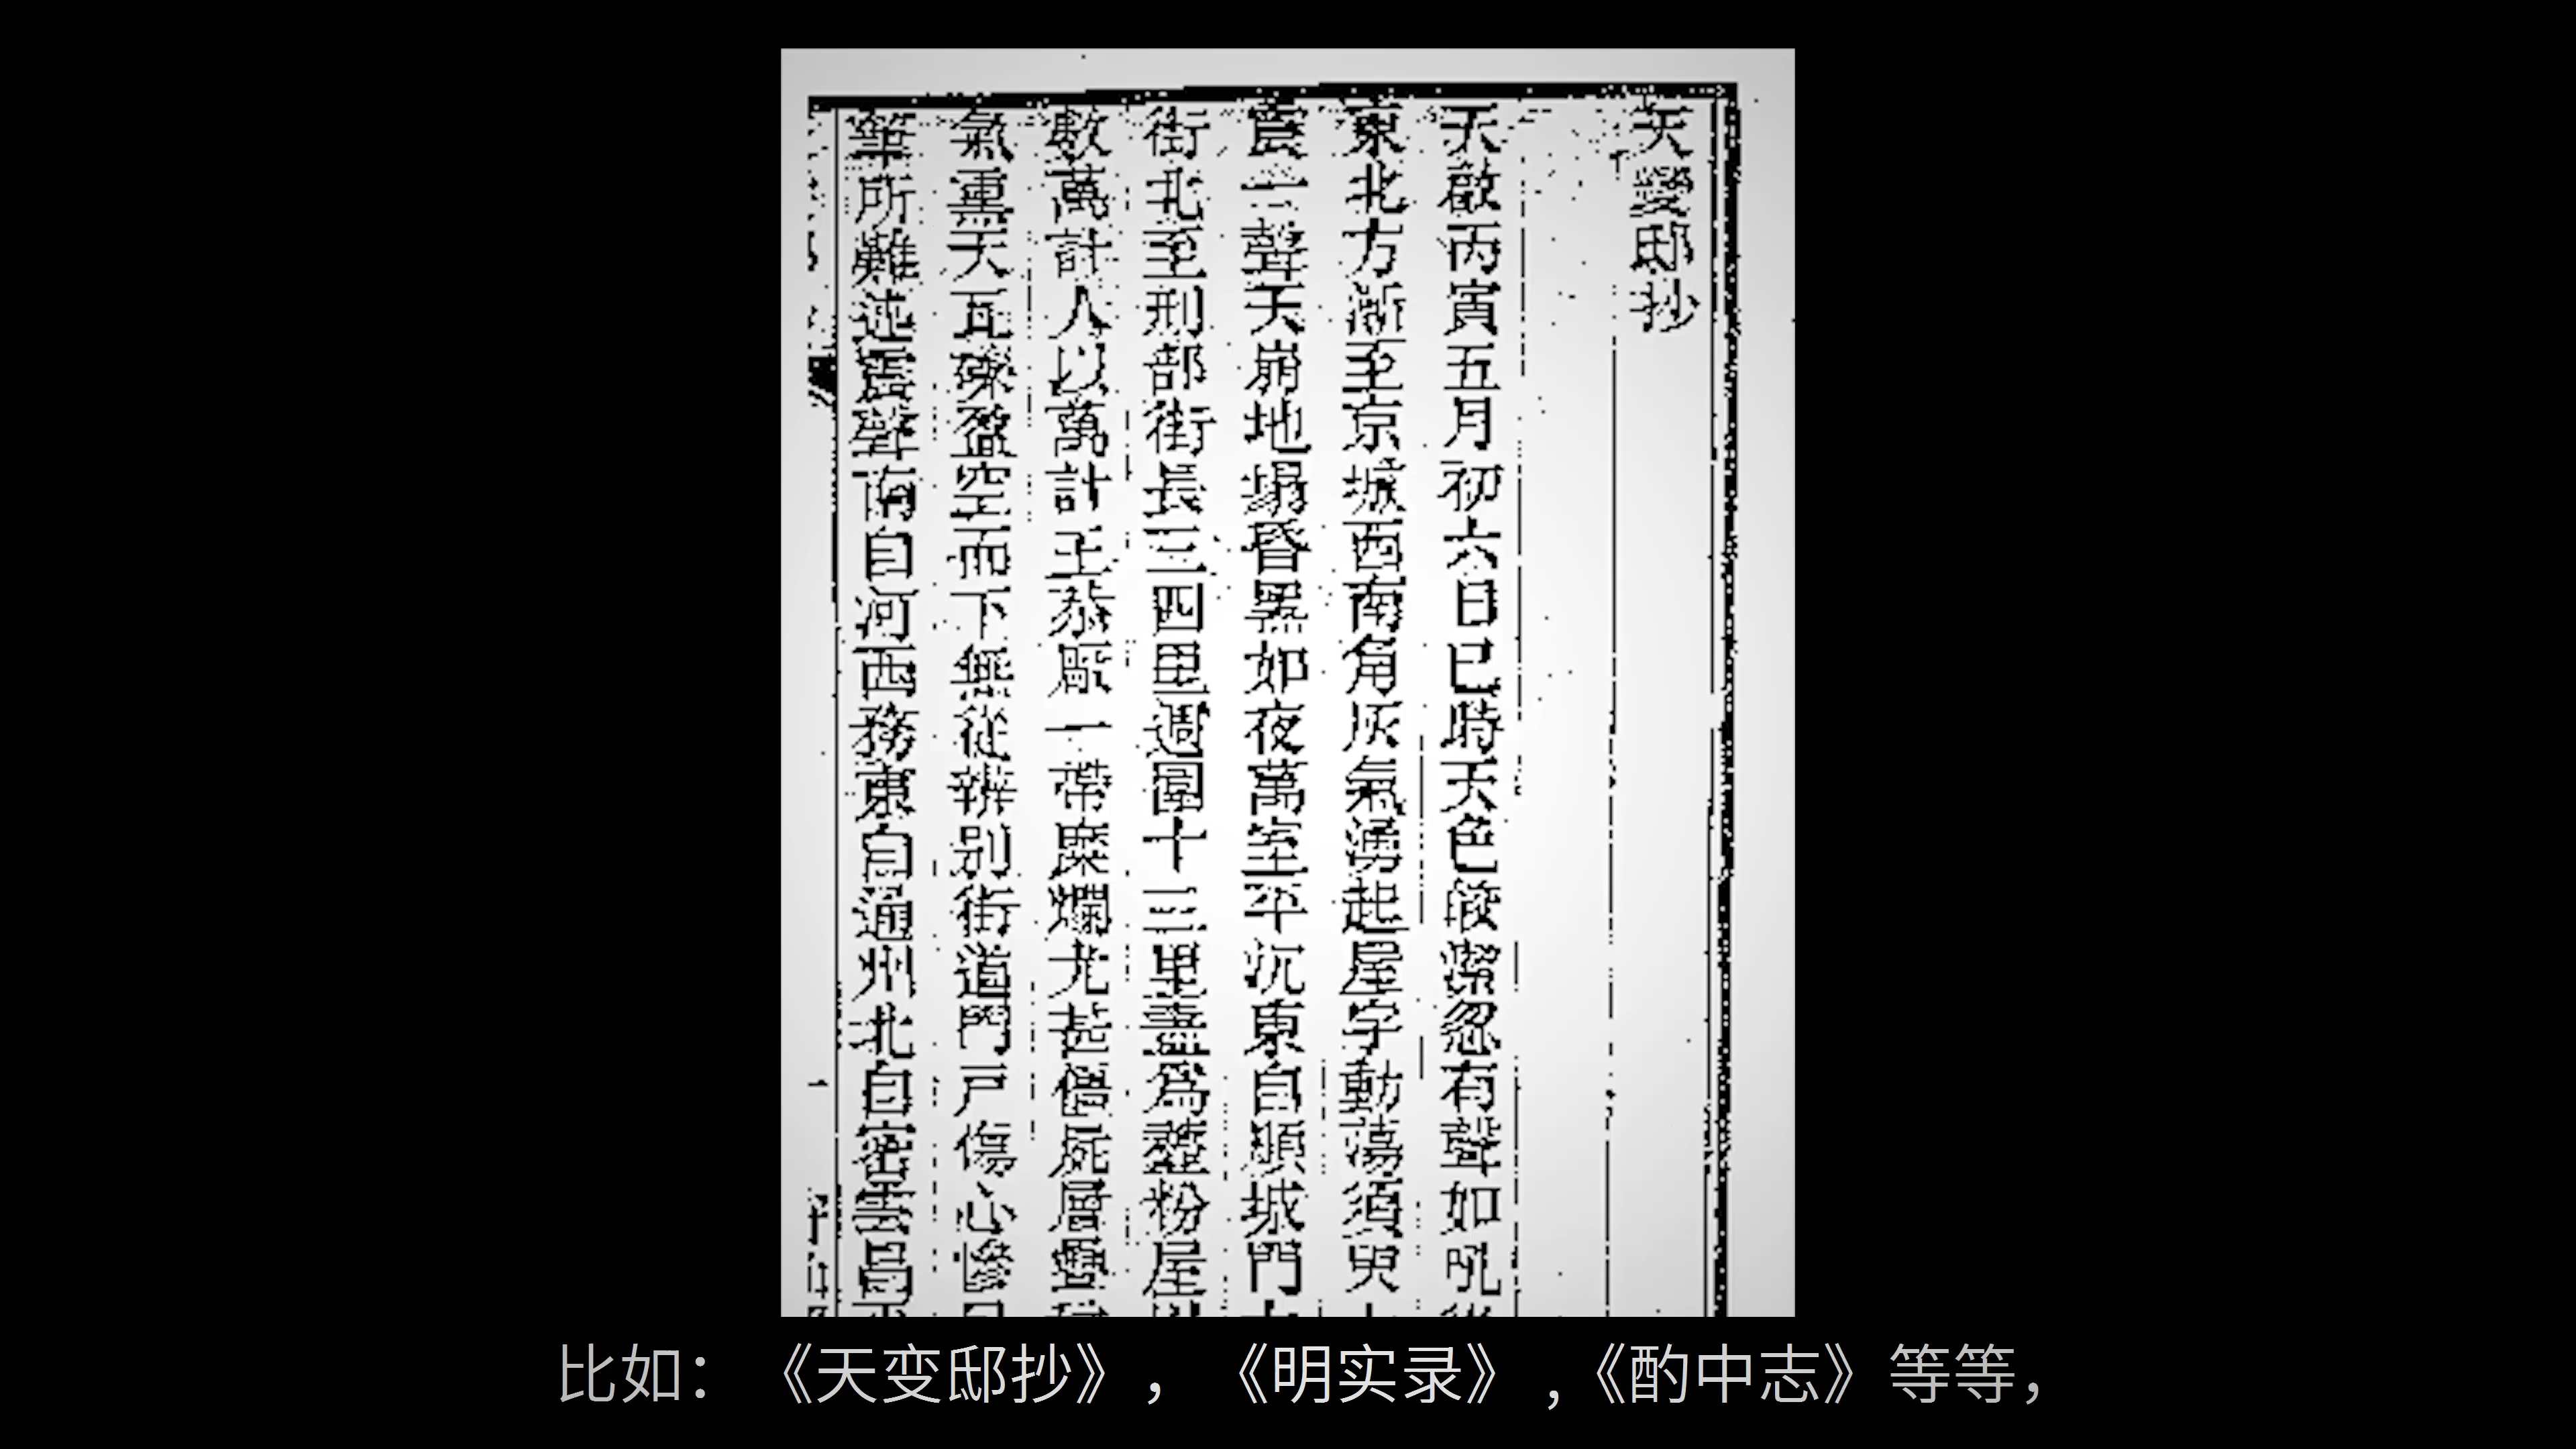 天變邸抄
天啟丙寅五月初六日巳時天色皎潔忽有聲如吼
東北方漸至京城西南角灰氣湧起屋宇動蕩須臾
震一聲天崩地塌昏黑如夜萬室平沉東自順城門
街北至刑部街長三四里週圍十三里盡爲虀粉屋
數萬計人以萬計王恭厰一帶糜爛尤甚僵屍層疊
氣熏天瓦礫盈空而下無從辨別街道門戸傷心慘
筆所難述震聲南自河西務東自通州北自密雲昌
比如：《天变邸抄》，《明实录》,《酌中志》等等，